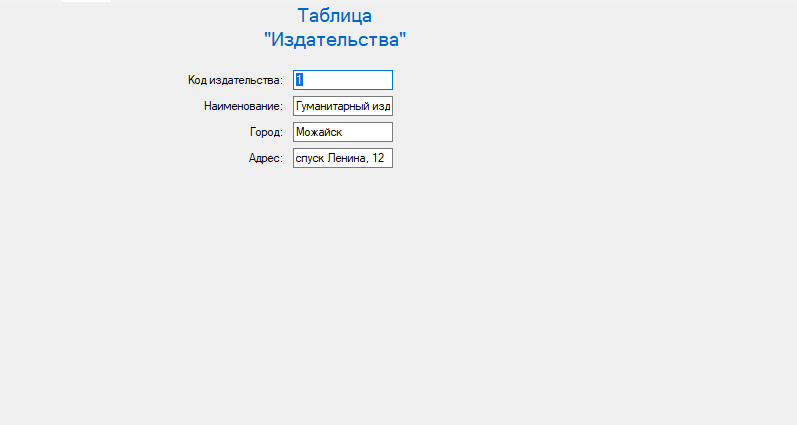 Таблица
"Издательства"
Код издательства: 1
Наименование: Гуманитарный изд
Город: Можайск
Адрес: спуск Ленина, 12